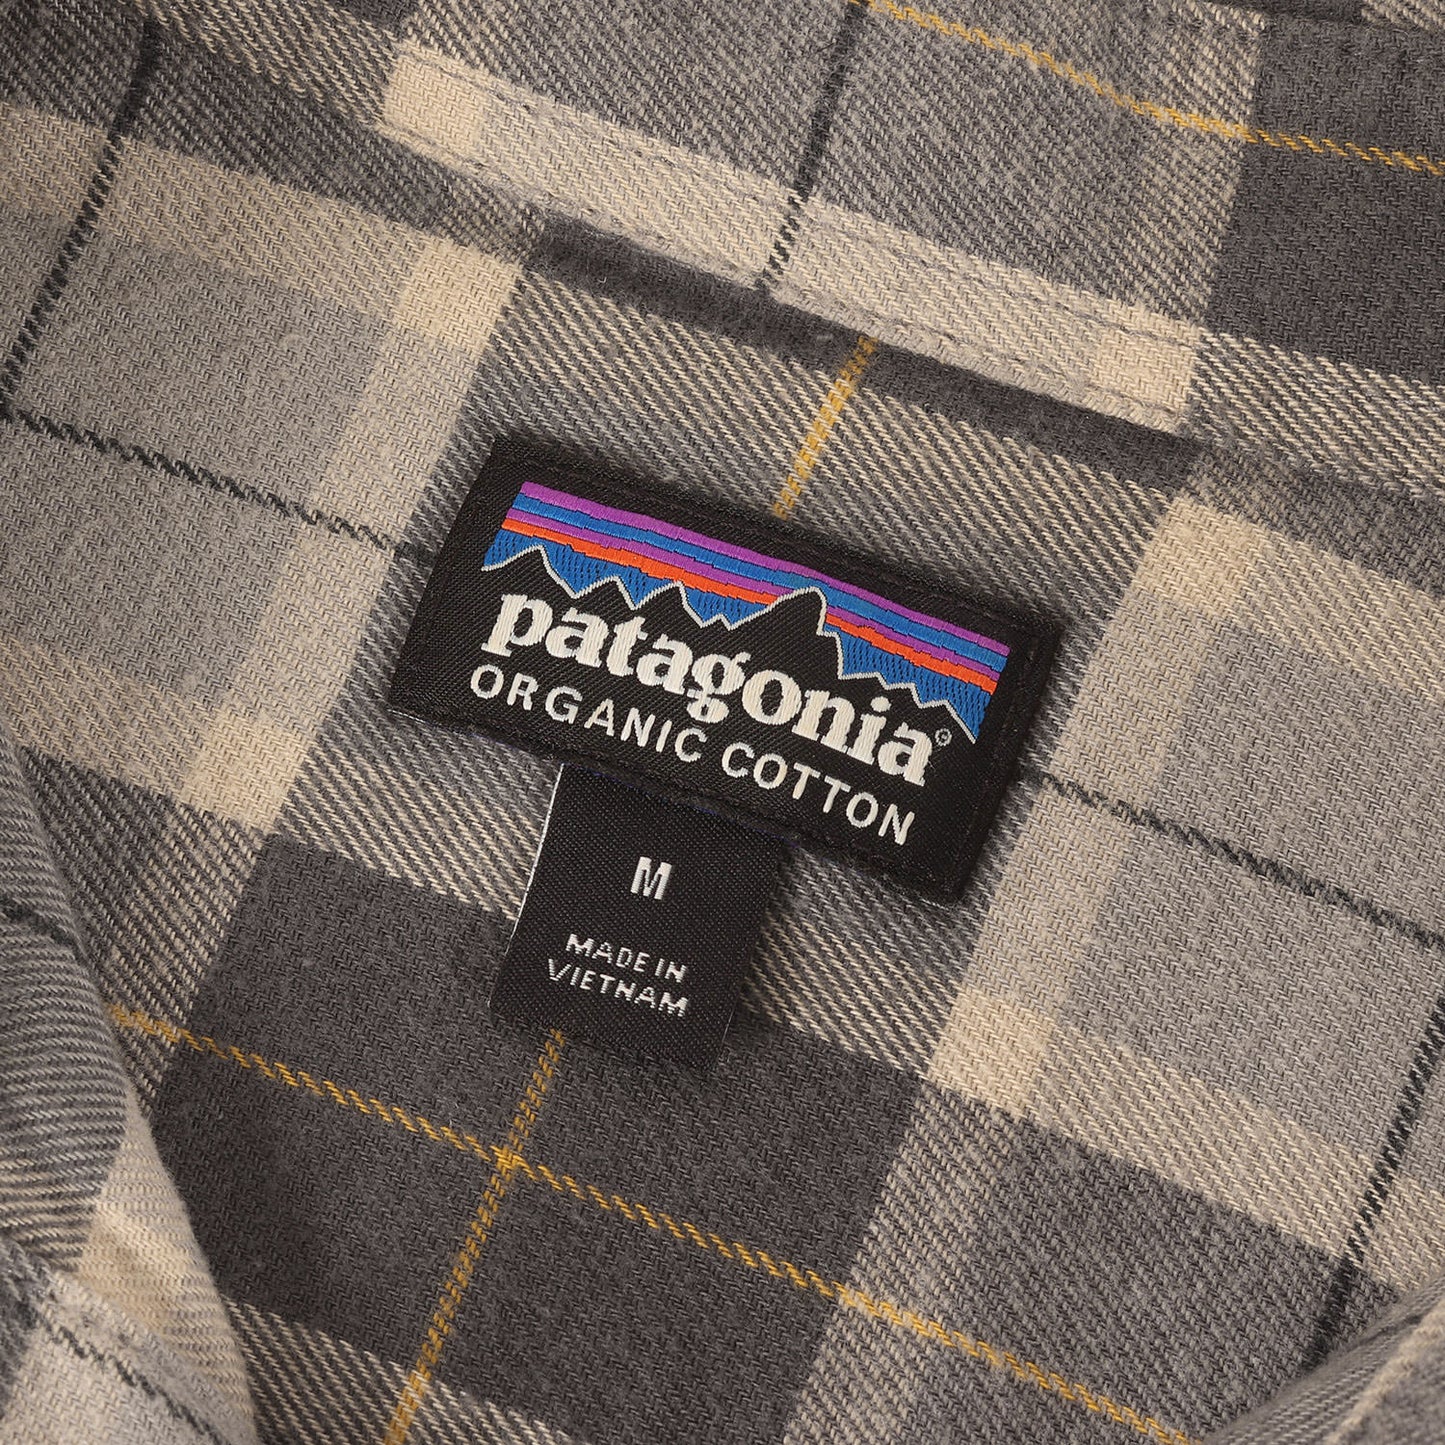 patagonia©
ORGANIC COTTON
M
MADE IN
VIETNAM